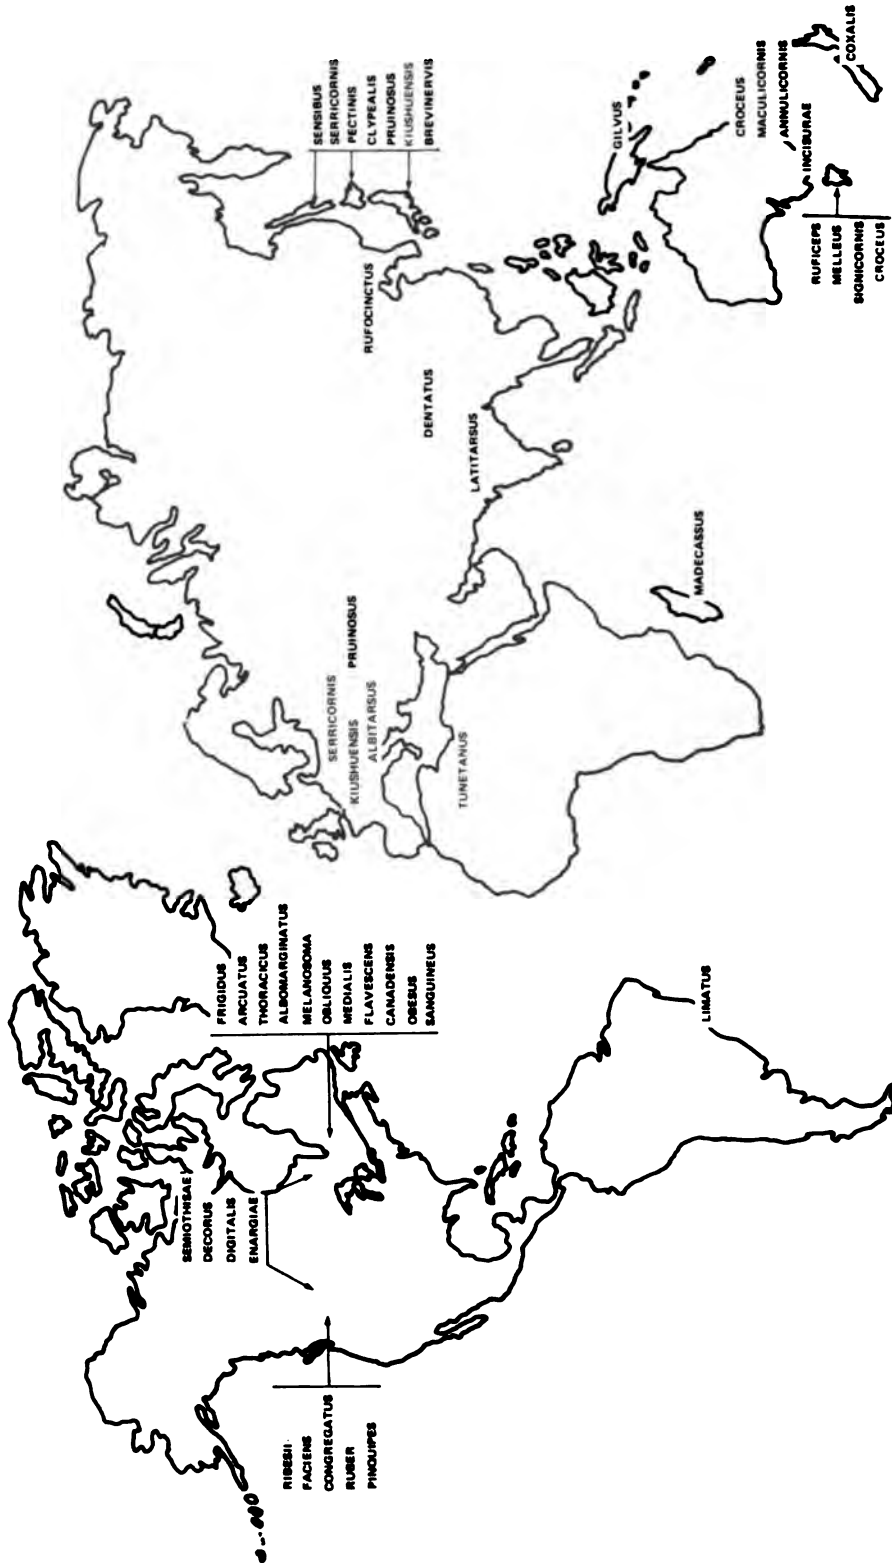 RIBESII
FACIENS
CONGREGATUS
RUBER
PINGUIPES
SEMIOTHISAE
DECORUS
DIGITALIS
ENARGIAE
FRIGIDUS
ARCUATUS
THORACICUS
ALBOMARGINATUS
MELANOSOMA
OBLIQUUS
MEDIALIS
FLAVESCENS
CANADENSIS
OBESUS
SANGUINEUS
LIMATUS
SERRICORNIS
KIUSHUENSIS
PRUINOSUS
ALBITARSUS
TUNETANUS
MADECASSUS
RUFOCINCTUS
DENTATUS
LATITARSUS
SENSIBUS
SERRICORNIS
PECTINIS
CLYPEALIS
PRUINOSUS
KIUSHUENSIS
BREVINERVIS
GILVUS
CROCEUS
MACULICORNIS
ANNULICORNIS
INCISURAE
RUFICEPS
MELLEUS
SIGNICORNIS
CROCEUS
COXALIS